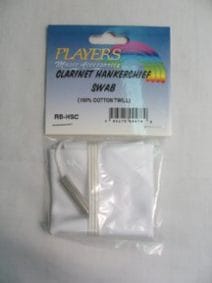 PLAYERS
Music Accessories
CLARINET HANKERCHIEF
SWAB
(100% COTTON TWILL)
RB-HSC